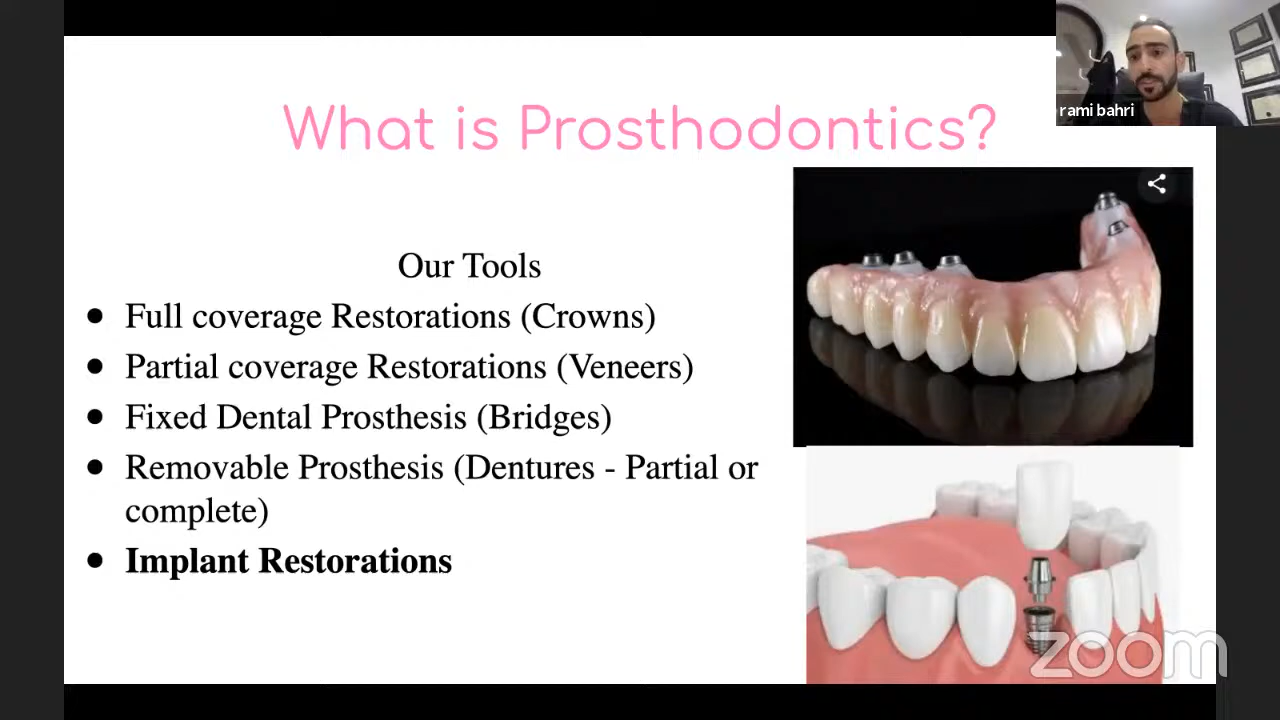 rami bahri
What is Prosthodontics?
Our Tools
● Full coverage Restorations (Crowns)
● Partial coverage Restorations (Veneers)
● Fixed Dental Prosthesis (Bridges)
● Removable Prosthesis (Dentures - Partial or
complete)
● Implant Restorations
zoom